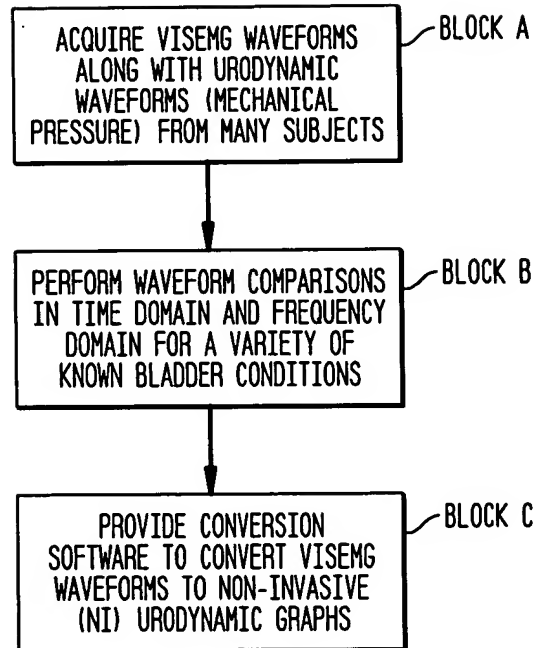 ACQUIRE VISEMG WAVEFORMS
ALONG WITH URODYNAMIC
WAVEFORMS (MECHANICAL
PRESSURE) FROM MANY SUBJECTS
BLOCK A
PERFORM WAVEFORM COMPARISONS
IN TIME DOMAIN AND FREQUENCY
DOMAIN FOR A VARIETY OF
KNOWN BLADDER CONDITIONS
BLOCK B
PROVIDE CONVERSION
SOFTWARE TO CONVERT VISEMG
WAVEFORMS TO NON-INVASIVE
(NI) URODYNAMIC GRAPHS
BLOCK C